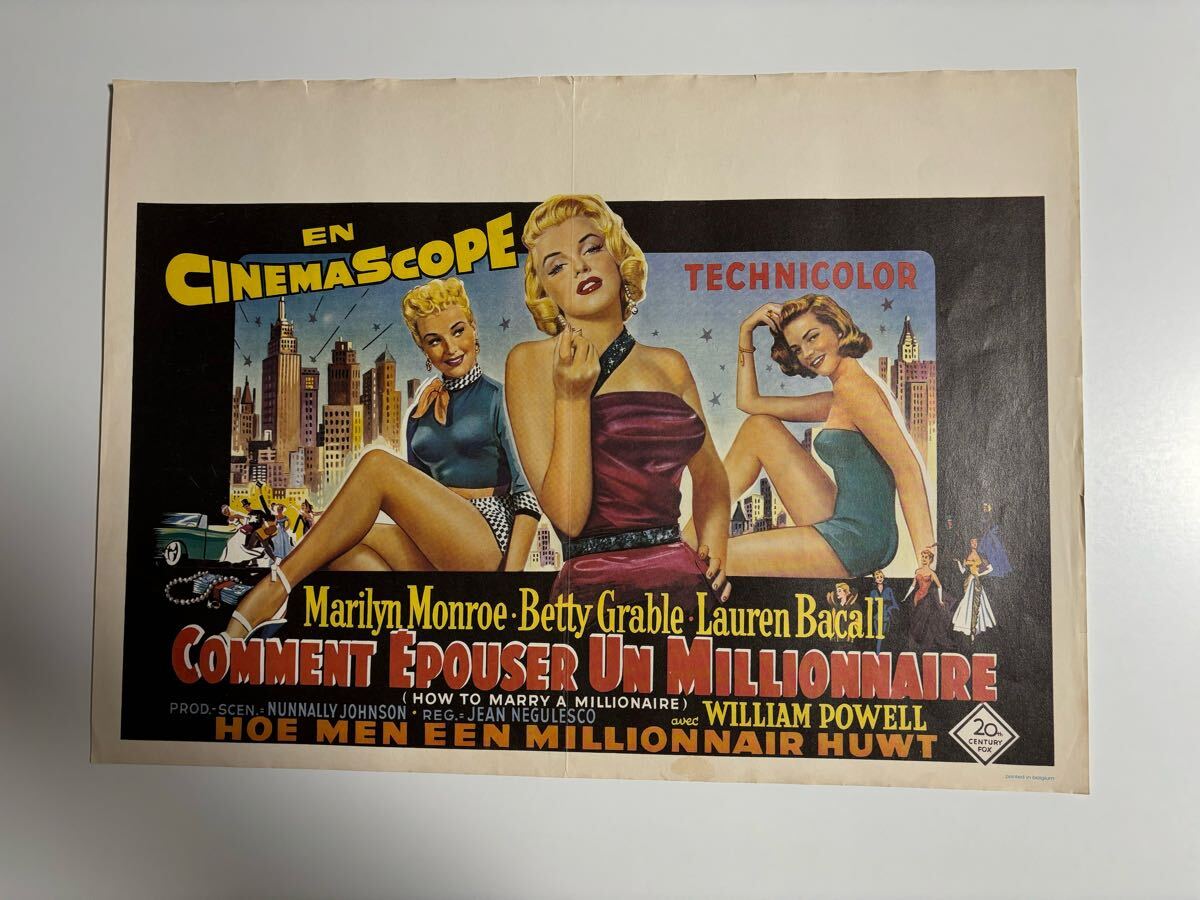 EN
CINEMASCOPE
TECHNICOLOR
Marilyn Monroe · Betty Grable · Lauren Bacall
COMMENT ÉPOUSER UN MILLIONNAIRE
(HOW TO MARRY A MILLIONAIRE)
PROD.-SCEN.= NUNNALLY JOHNSON · REG.= JEAN NEGULESCO avec WILLIAM POWELL
HOE MEN EEN MILLIONNAIR HUWT
20th
CENTURY
FOX
printed in belgium